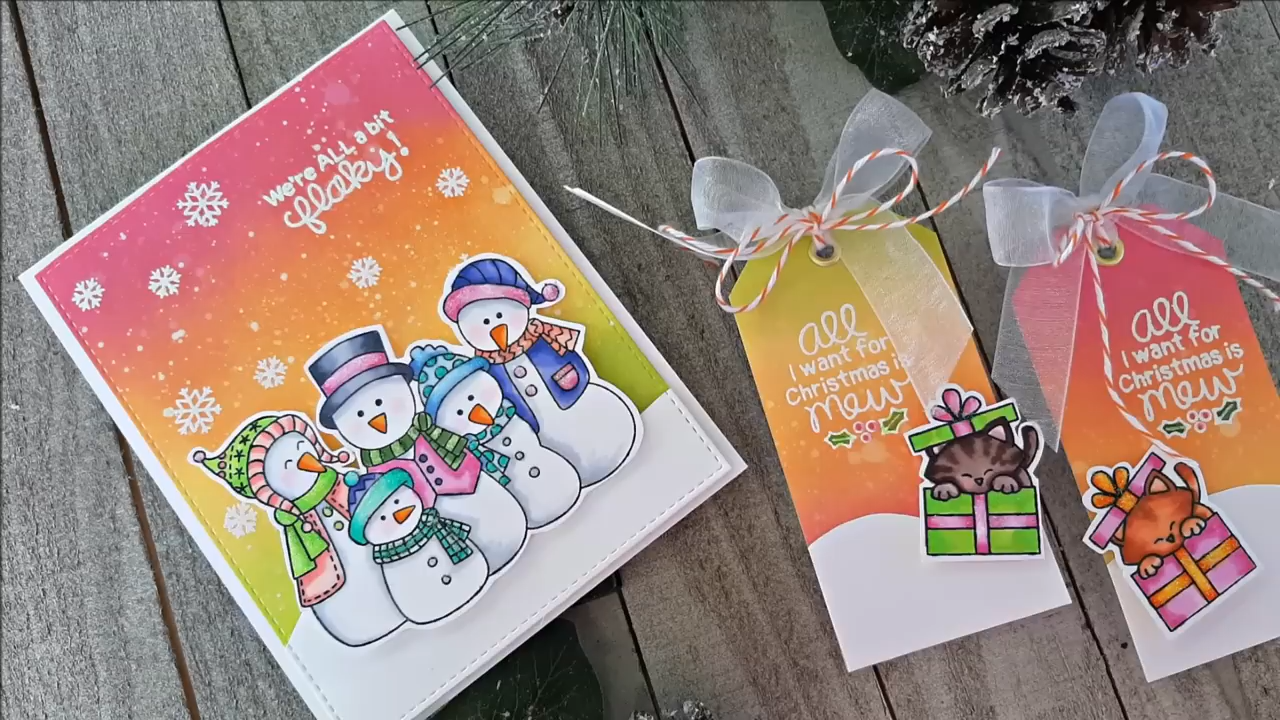 We're ALL a bit
flaky!
all
I want for
Christmas is
mew
all
I want for
Christmas is
mew